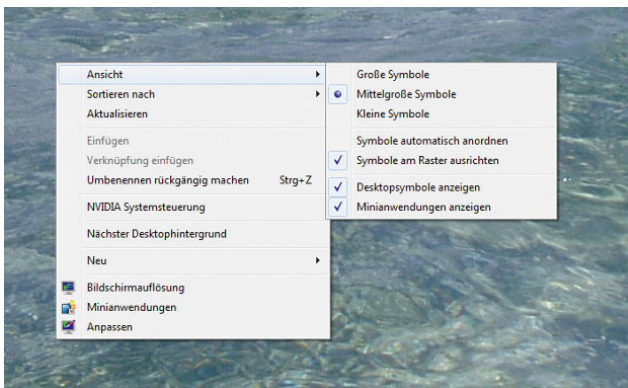 Ansicht
Sortieren nach
Aktualisieren
Einfügen
Verknüpfung einfügen
Umbenennen rückgängig machen Strg+Z
NVIDIA Systemsteuerung
Nächster Desktophintergrund
Neu
Bildschirmauflösung
Minianwendungen
Anpassen
Große Symbole
Mittelgroße Symbole
Kleine Symbole
Symbole automatisch anordnen
Symbole am Raster ausrichten
Desktopsymbole anzeigen
Minianwendungen anzeigen